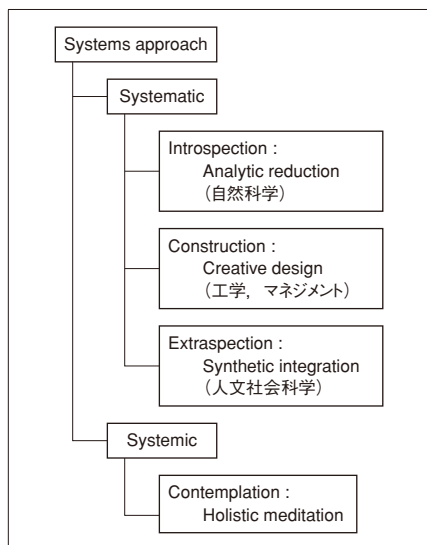 Systems approach
Systematic
Introspection :
Analytic reduction
（自然科学）
Construction :
Creative design
（工学，マネジメント）
Extraspection :
Synthetic integration
（人文社会科学）
Systemic
Contemplation :
Holistic meditation